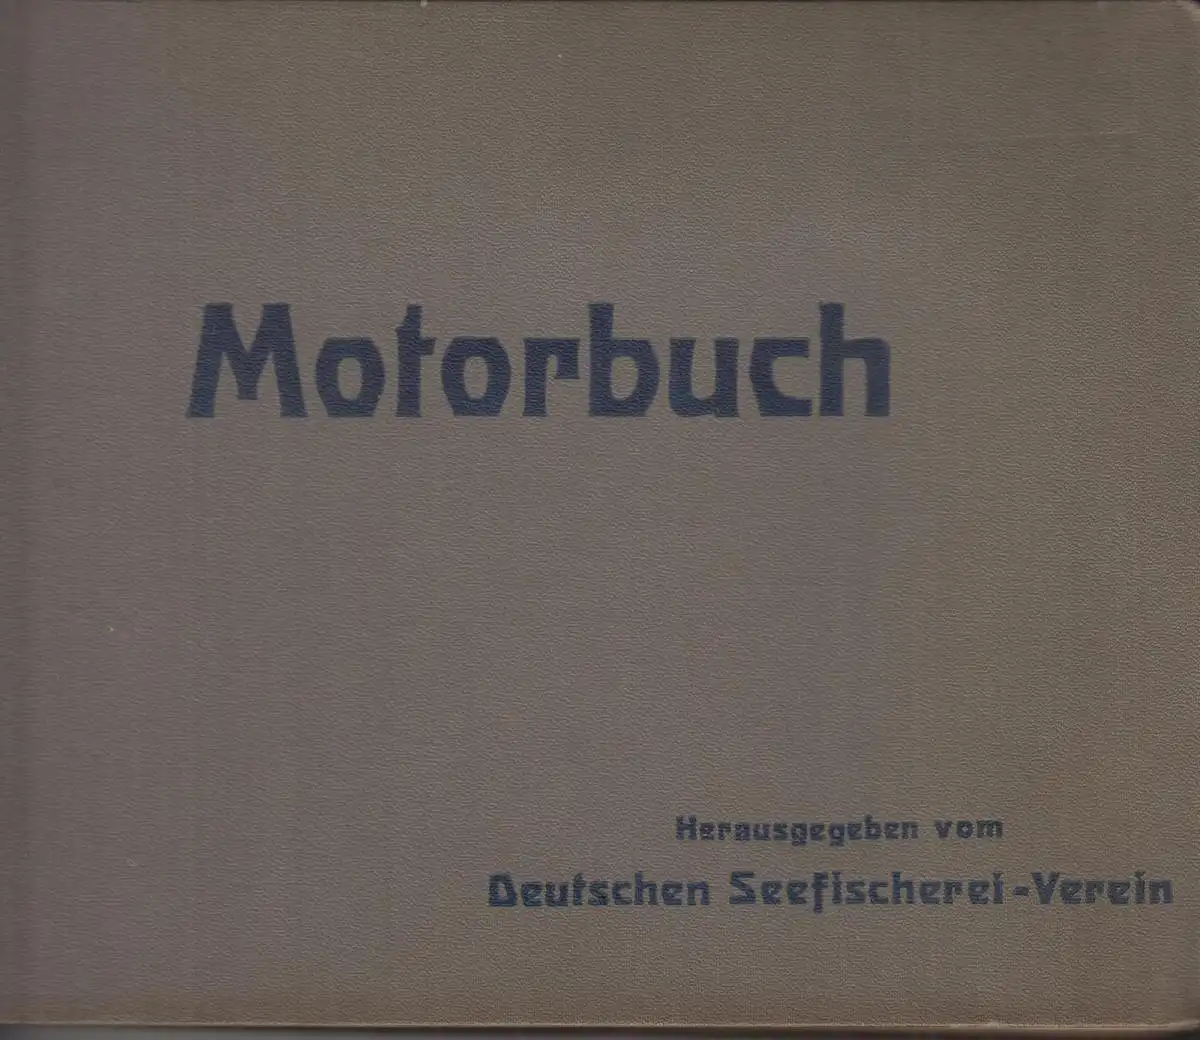 Motorbuch
Herausgegeben vom
Deutschen Seefischerei-Verein